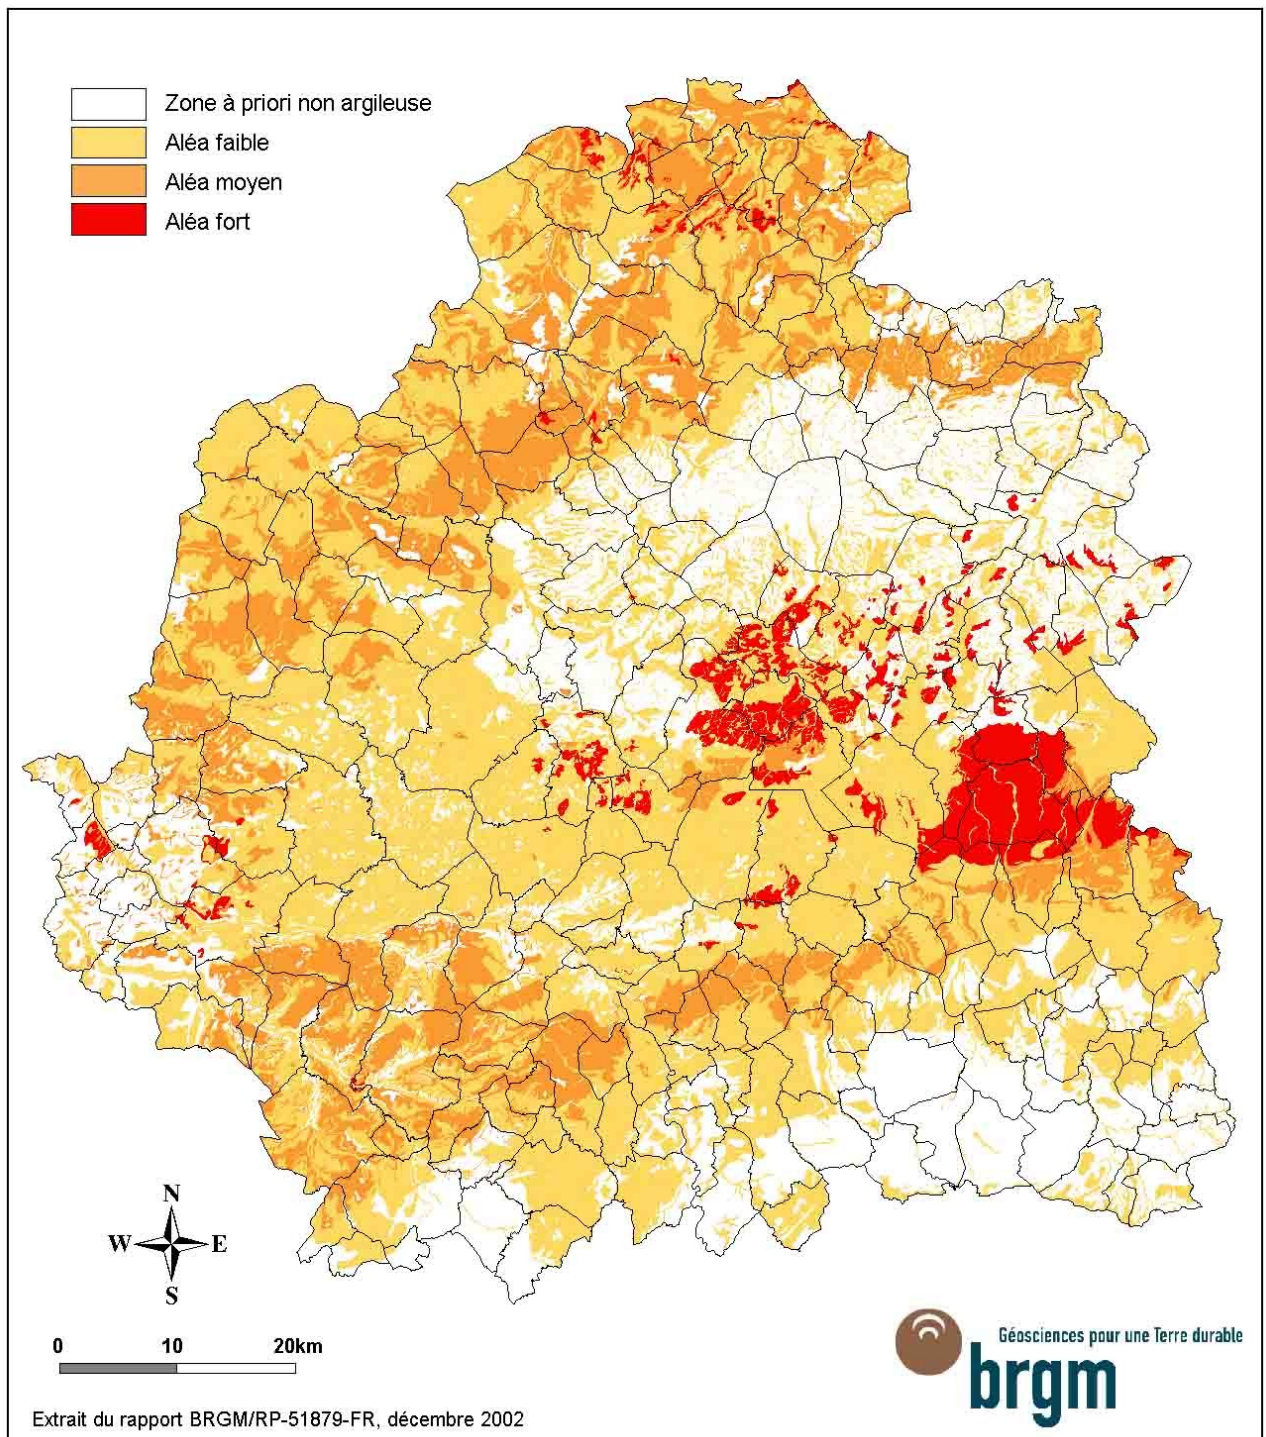 Zone à priori non argileuse
Aléa faible
Aléa moyen
Aléa fort
N
W E
S
0 10 20km
Géosciences pour une Terre durable
brgm
Extrait du rapport BRGM/RP-51879-FR, décembre 2002